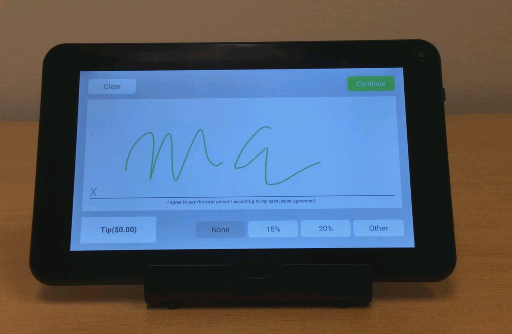 Clear
Continue
X
I agree to pay the total amount according to my card issuer agreement
Tip($0.00)
None
15%
20%
Other